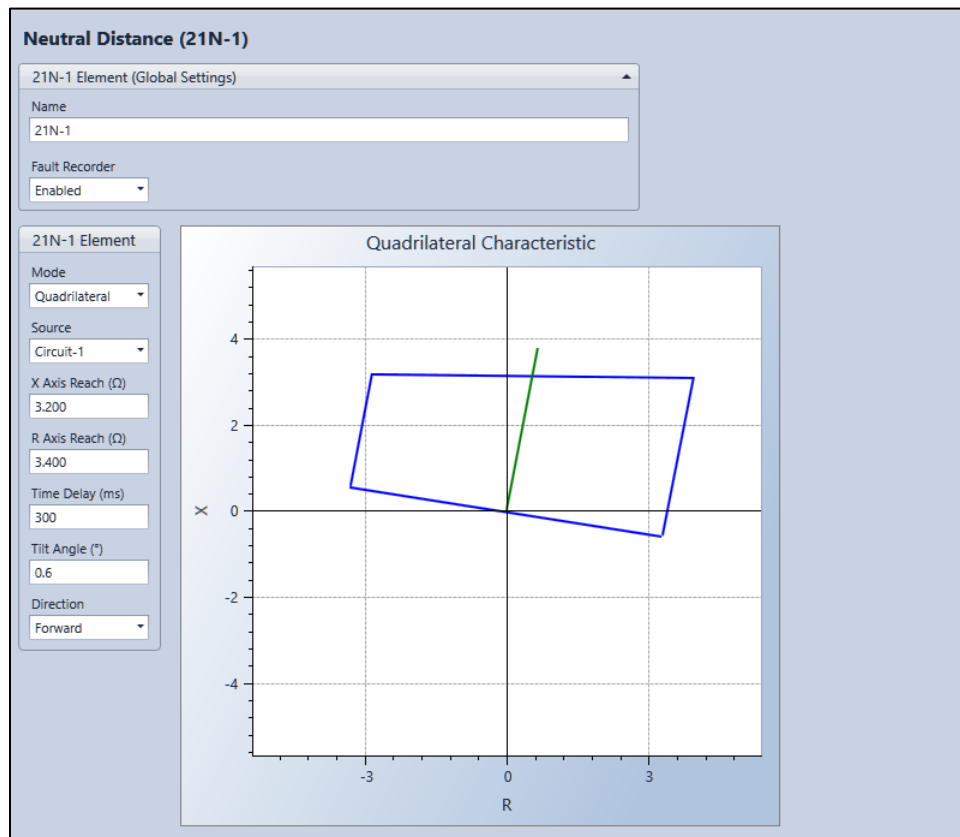 Neutral Distance (21N-1)
21N-1 Element (Global Settings)
Name
21N-1
Fault Recorder
Enabled
21N-1 Element
Mode
Quadrilateral
Source
Circuit-1
X Axis Reach (Ω)
3.200
R Axis Reach (Ω)
3.400
Time Delay (ms)
300
Tilt Angle (°)
0.6
Direction
Forward
Quadrilateral Characteristic
4
2
0
-2
-4
X
-3 0 3
R